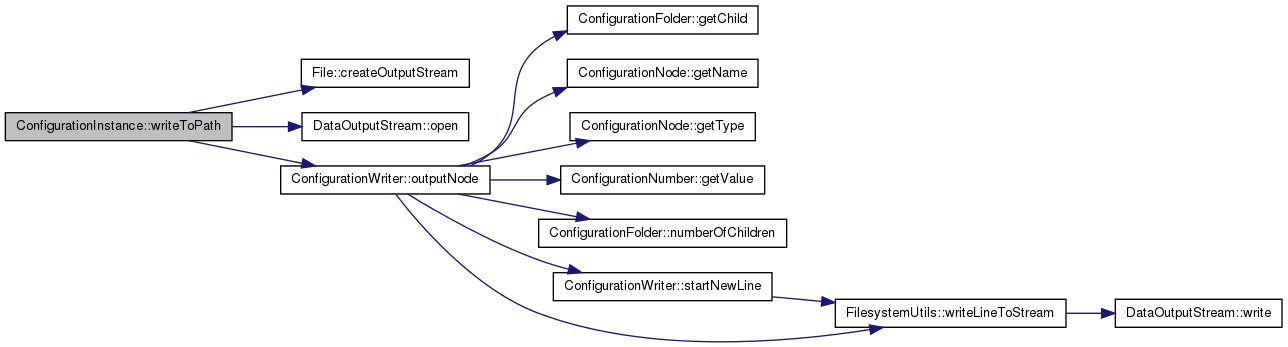 ConfigurationInstance::writeToPath
File::createOutputStream
DataOutputStream::open
ConfigurationWriter::outputNode
ConfigurationFolder::getChild
ConfigurationNode::getName
ConfigurationNode::getType
ConfigurationNumber::getValue
ConfigurationFolder::numberOfChildren
ConfigurationWriter::startNewLine
FilesystemUtils::writeLineToStream
DataOutputStream::write